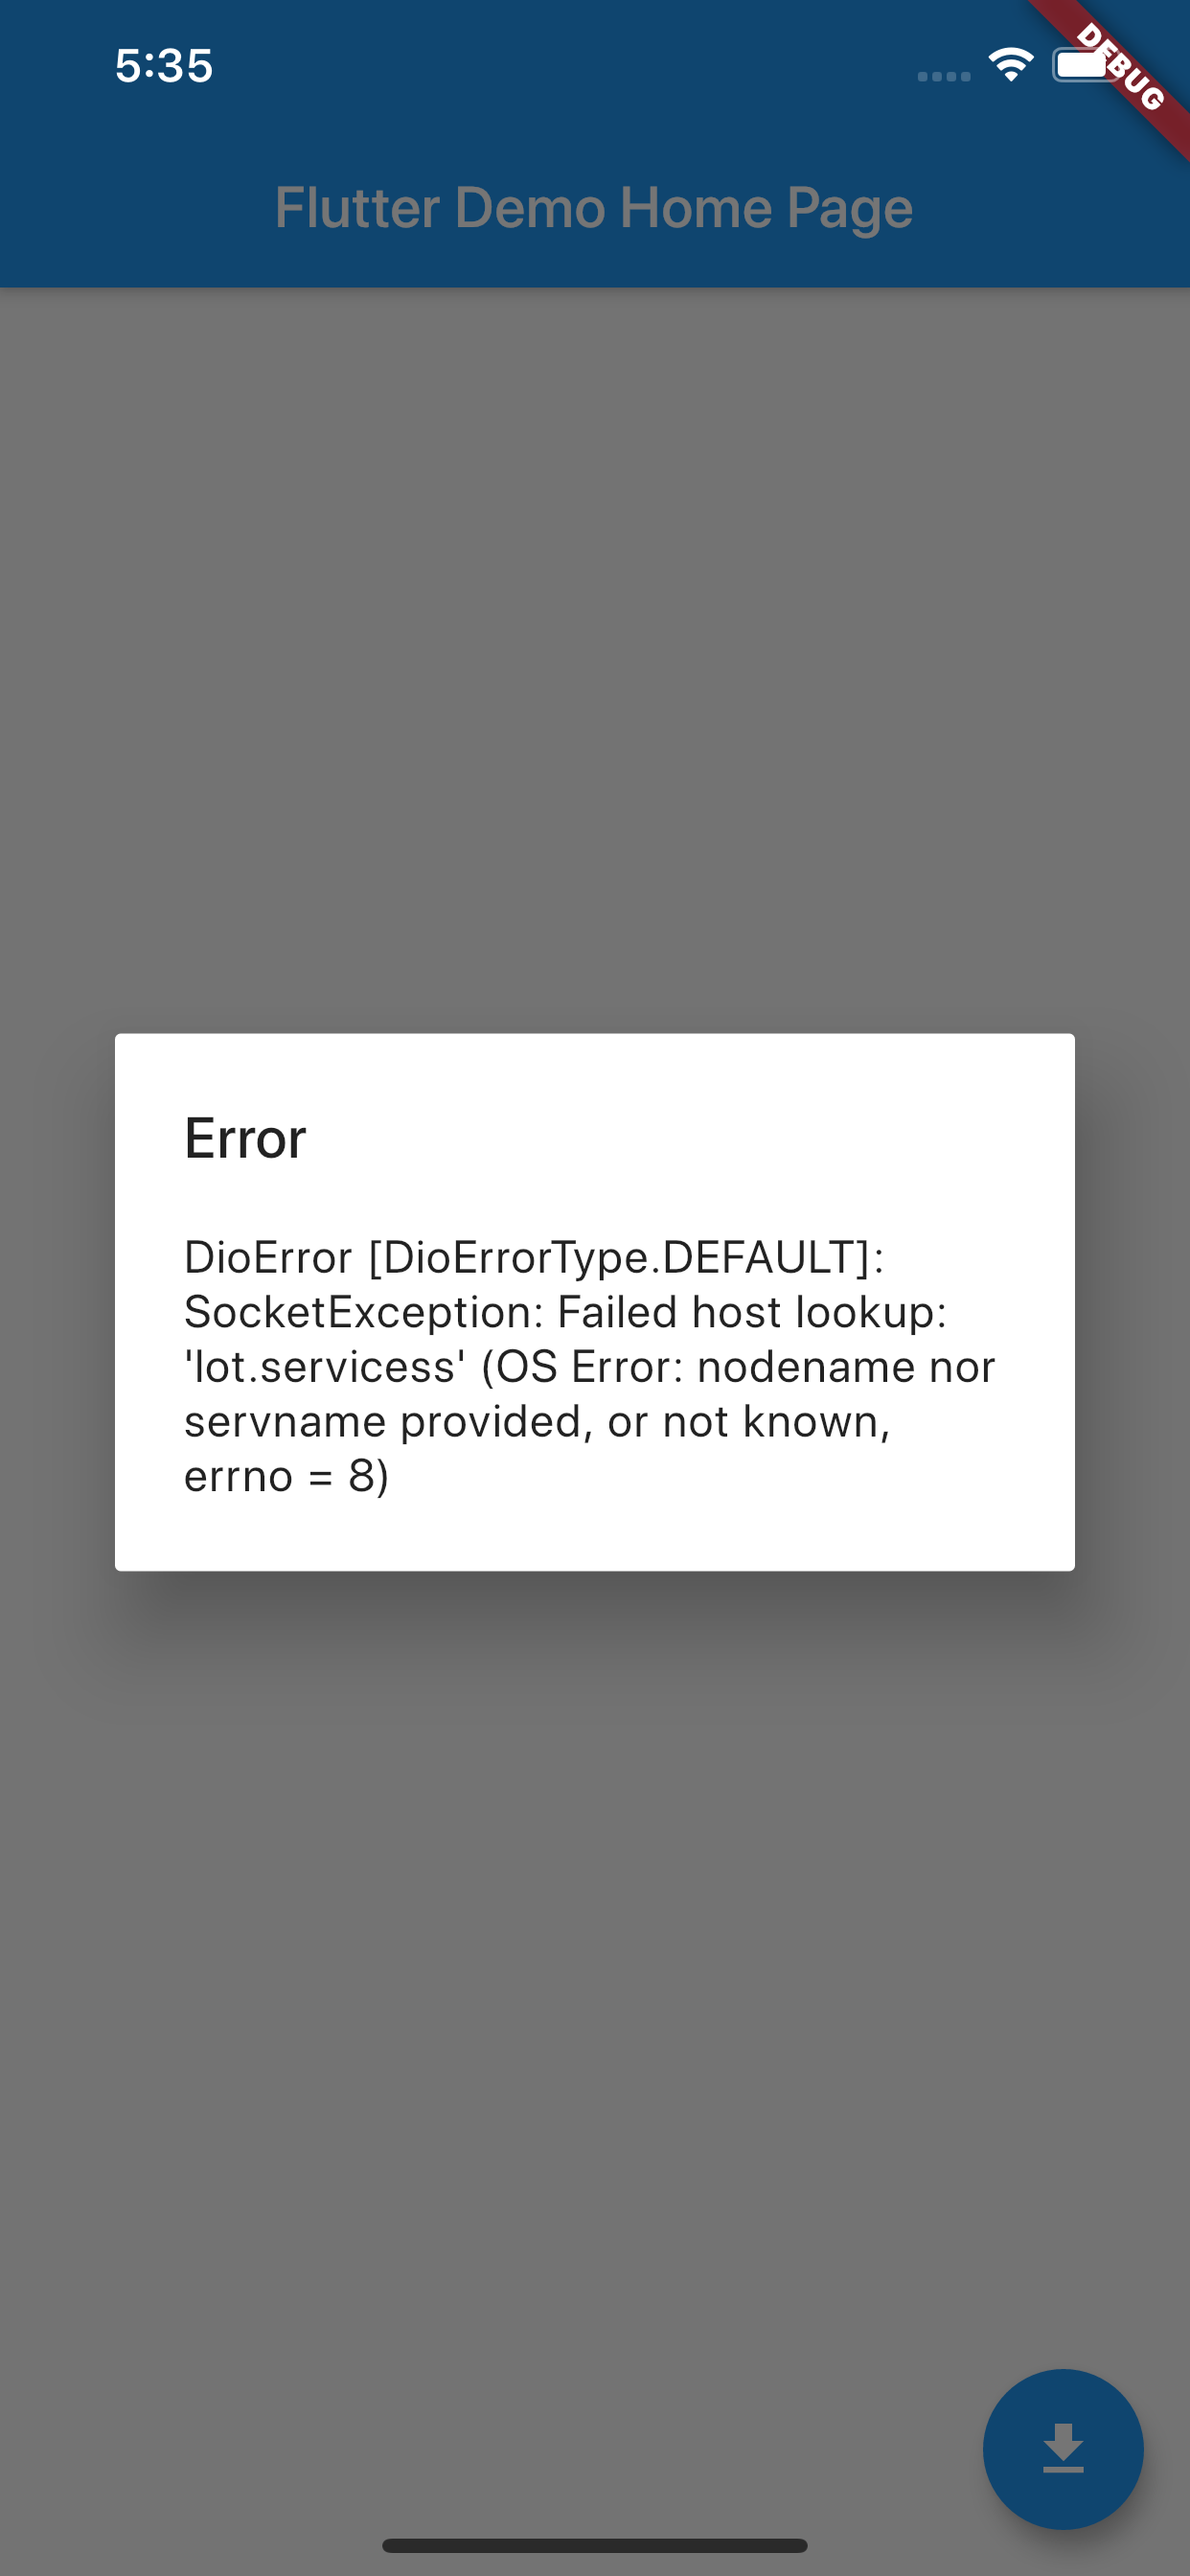 5:35
DEBUG
Flutter Demo Home Page
Error
DioError [DioErrorType.DEFAULT]:
SocketException: Failed host lookup:
'lot.servicess' (OS Error: nodename nor
servname provided, or not known,
errno = 8)